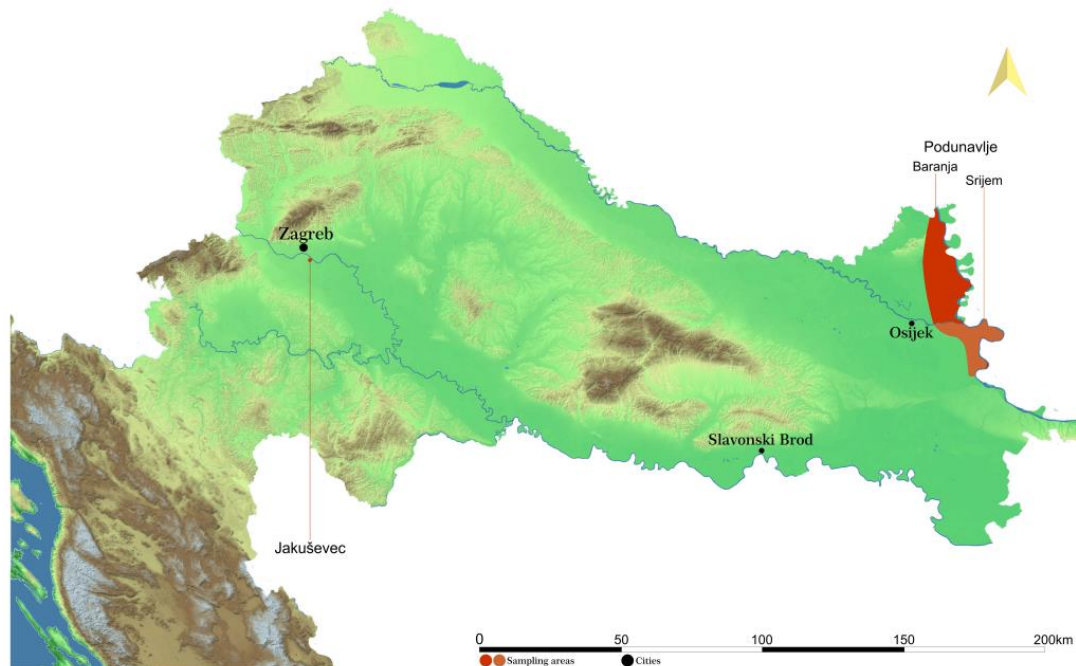 Podunavlje
Baranja
Srijem
Zagreb
Osijek
Slavonski Brod
Jakuševec
0 50 100 150 200km
Sampling areas Cities